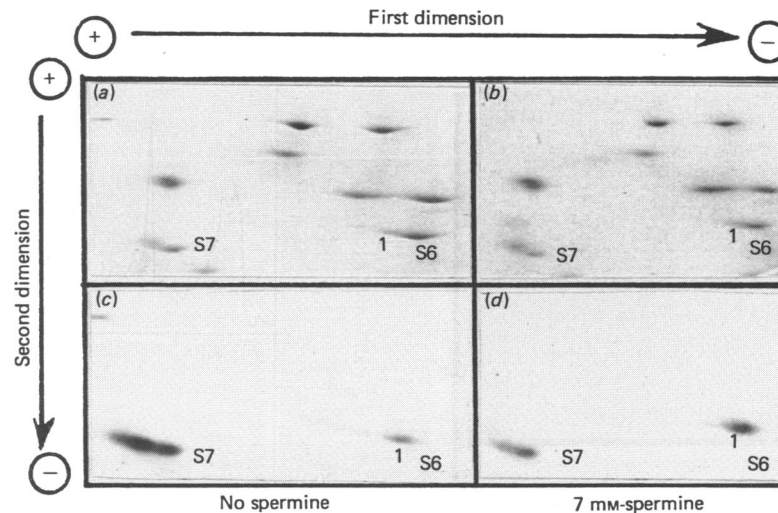 First dimension
+
−
+
Second dimension
−
(a)
S7
1
S6
(b)
S7
1
S6
(c)
S7
1
S6
(d)
S7
1
S6
No spermine
7 mM-spermine